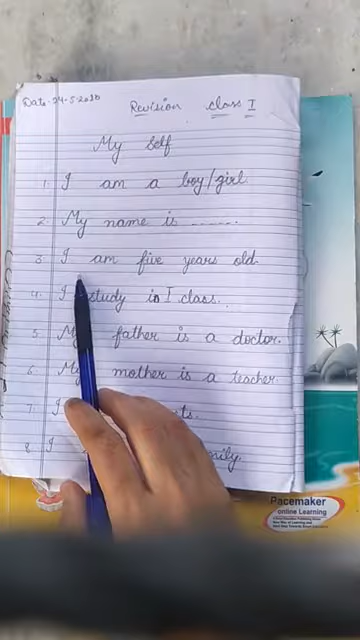 Date-24-5-2020
Revision class I
My Self
1. I am a boy/girl
2. My name is ------.
3. I am five years old.
4. I study in I class.
5. My father is a doctor.
6. My mother is a teacher.
7. I
8. I
Pacemaker
online Learning